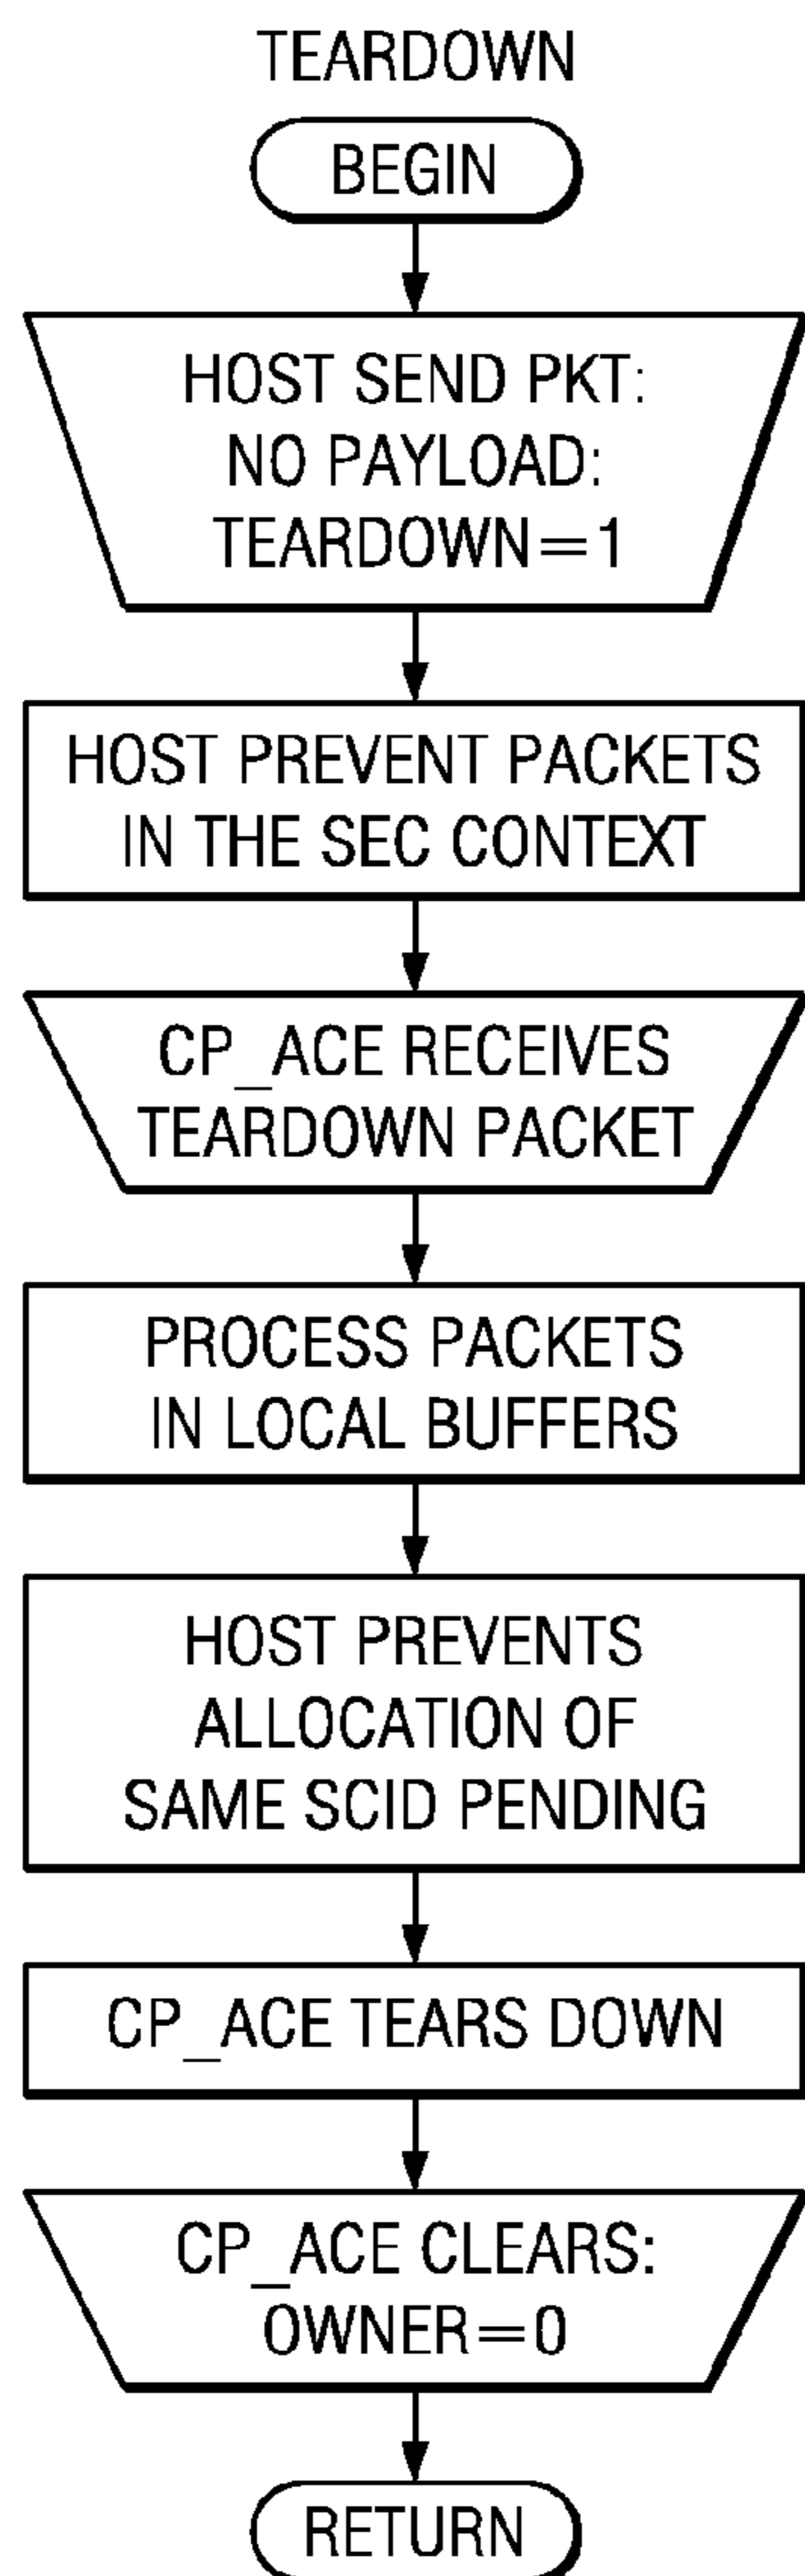 TEARDOWN
BEGIN
HOST SEND PKT:
NO PAYLOAD:
TEARDOWN=1
HOST PREVENT PACKETS
IN THE SEC CONTEXT
CP_ACE RECEIVES
TEARDOWN PACKET
PROCESS PACKETS
IN LOCAL BUFFERS
HOST PREVENTS
ALLOCATION OF
SAME SCID PENDING
CP_ACE TEARS DOWN
CP_ACE CLEARS:
OWNER=0
RETURN